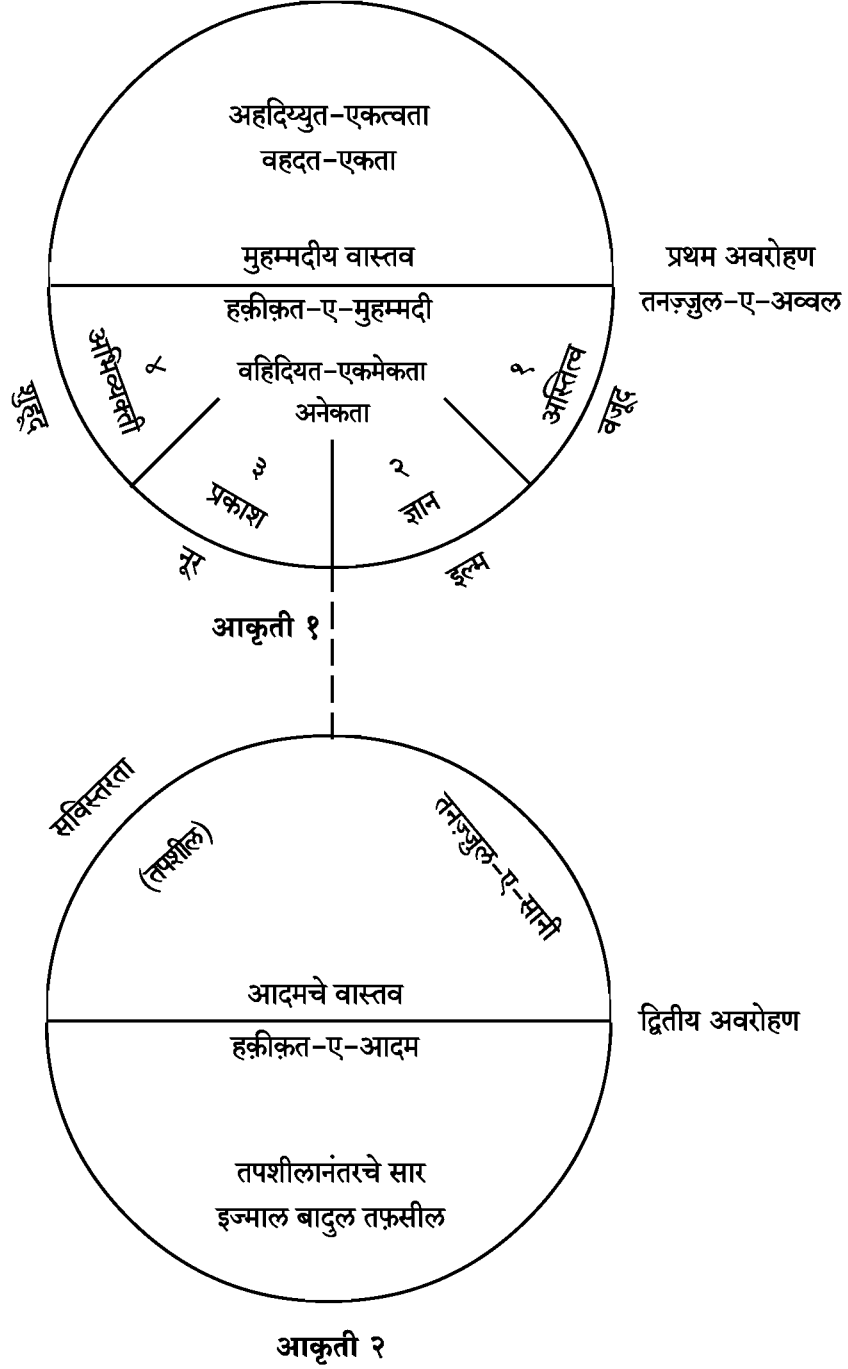 अहदिय्युत-एकत्वता
वहदत-एकता
मुहम्मदीय वास्तव
प्रथम अवरोहण
हक़ीक़त-ए-मुहम्मदी
तनज़्ज़ुल-ए-अव्वल
वहिदियत-एकमेकता
अनेकता
शुहूद
अभिव्यक्ती
४
१
अस्तित्व
वजूद
३
प्रकाश
नूर
२
ज्ञान
इल्म
आकृती १
सविस्तरता
(तपशील)
तनज़्ज़ुल-ए-सानी
आदमचे वास्तव
द्वितीय अवरोहण
हक़ीक़त-ए-आदम
तपशीलानंतरचे सार
इज्माल बादुल तफ़सील
आकृती २